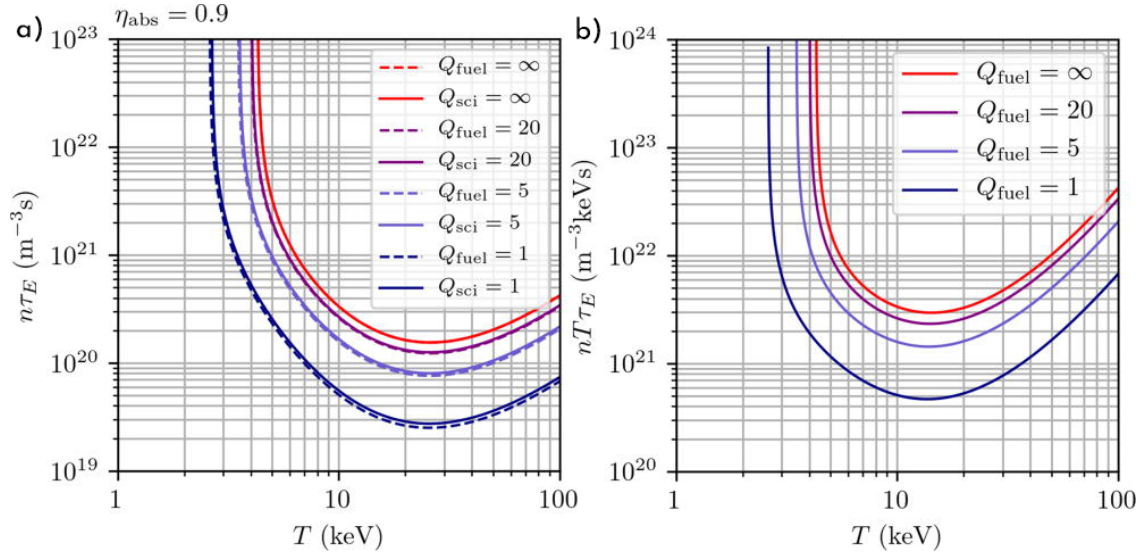 η_abs = 0.9
a)
10^23
10^22
10^21
10^20
10^19
nτ_E (m^−3s)
Q_fuel = ∞
Q_sci = ∞
Q_fuel = 20
Q_sci = 20
Q_fuel = 5
Q_sci = 5
Q_fuel = 1
Q_sci = 1
1 10 100
T (keV)
b)
10^24
10^23
10^22
10^21
10^20
nTτ_E (m^−3keVs)
Q_fuel = ∞
Q_fuel = 20
Q_fuel = 5
Q_fuel = 1
1 10 100
T (keV)